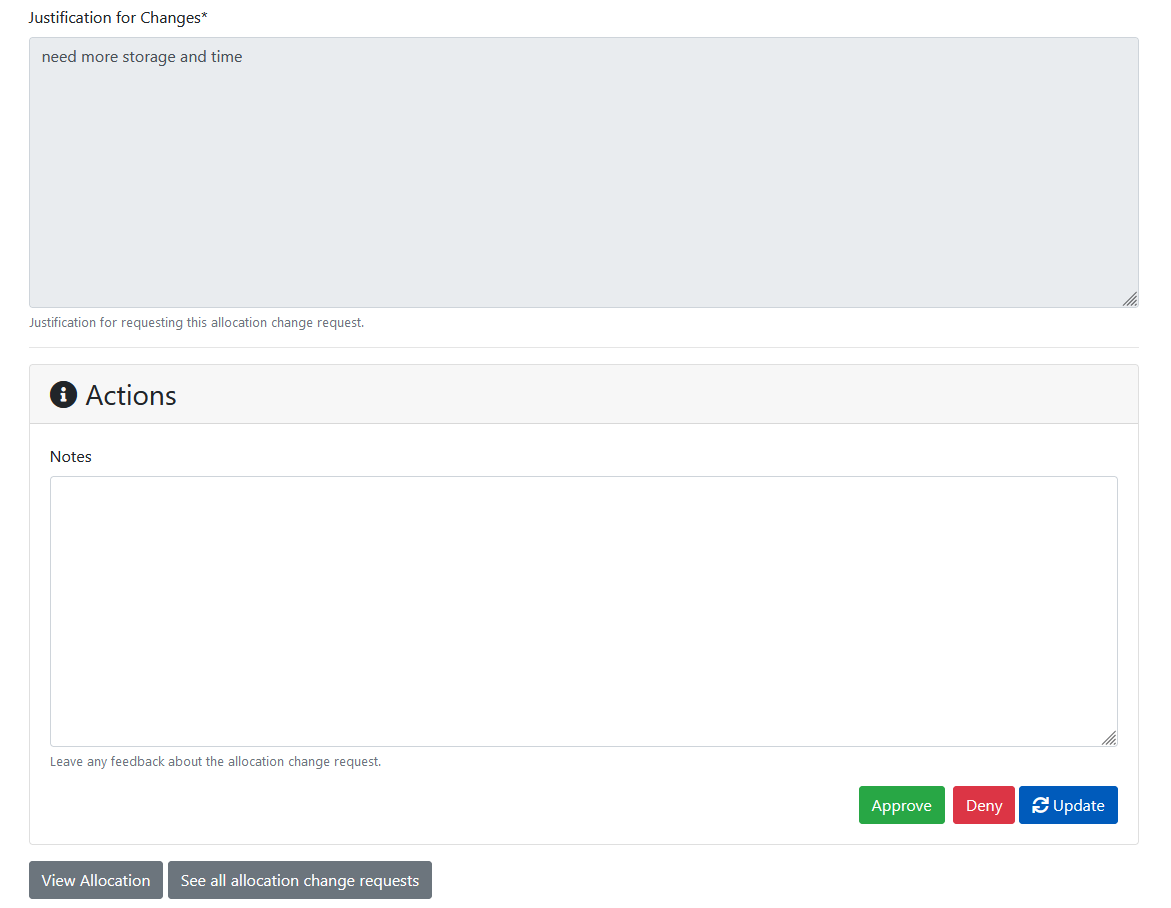 Justification for Changes*
need more storage and time
Justification for requesting this allocation change request.
Actions
Notes
Leave any feedback about the allocation change request.
Approve Deny Update
View Allocation See all allocation change requests